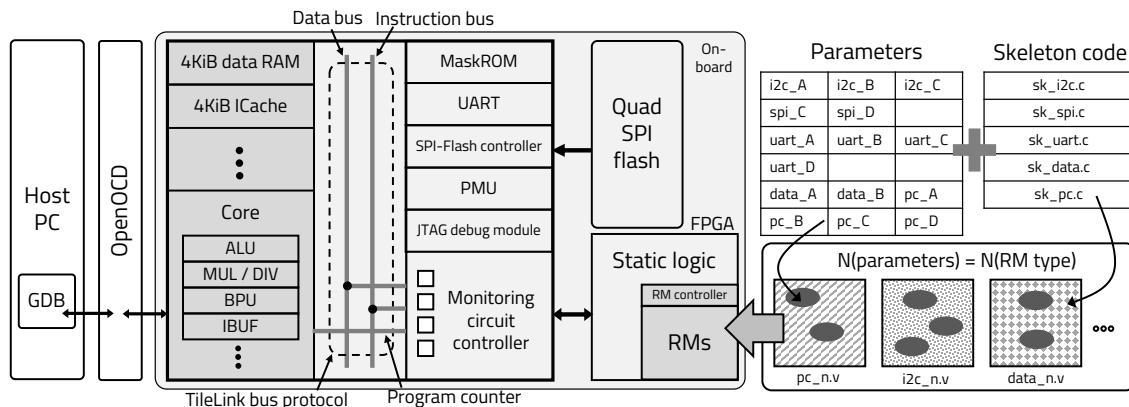 Data bus
Instruction bus
Host
PC
GDB
OpenOCD
4KiB data RAM
4KiB ICache
Core
ALU
MUL / DIV
BPU
IBUF
MaskROM
UART
SPI-Flash controller
PMU
JTAG debug module
Monitoring
circuit
controller
TileLink bus protocol
Program counter
On-
board
Quad
SPI
flash
FPGA
Static logic
RM controller
RMs
Parameters
i2c_A i2c_B i2c_C
spi_C spi_D
uart_A uart_B uart_C
uart_D
data_A data_B pc_A
pc_B pc_C pc_D
Skeleton code
sk_i2c.c
sk_spi.c
sk_uart.c
sk_data.c
sk_pc.c
N(parameters) = N(RM type)
pc_n.v
i2c_n.v
data_n.v